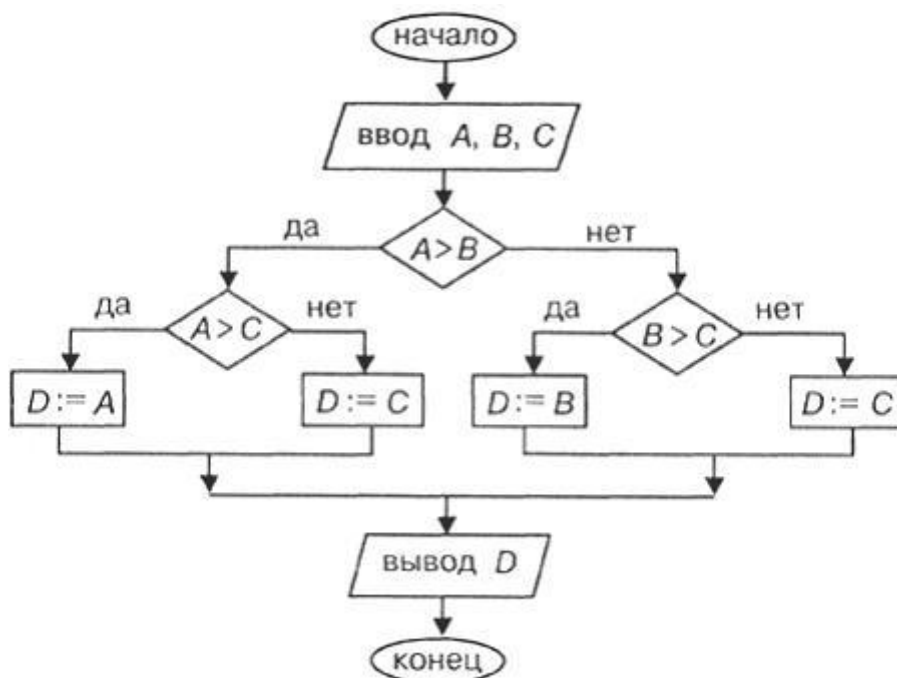 начало
ввод A, B, C
да
A > B
нет
да
A > C
нет
да
B > C
нет
D := A
D := C
D := B
D := C
вывод D
конец